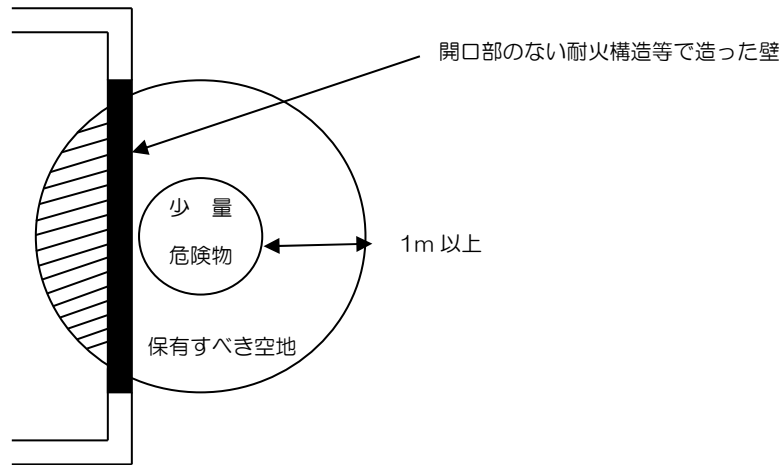 開口部のない耐火構造等で造った壁
少　量
危険物
1m 以上
保有すべき空地